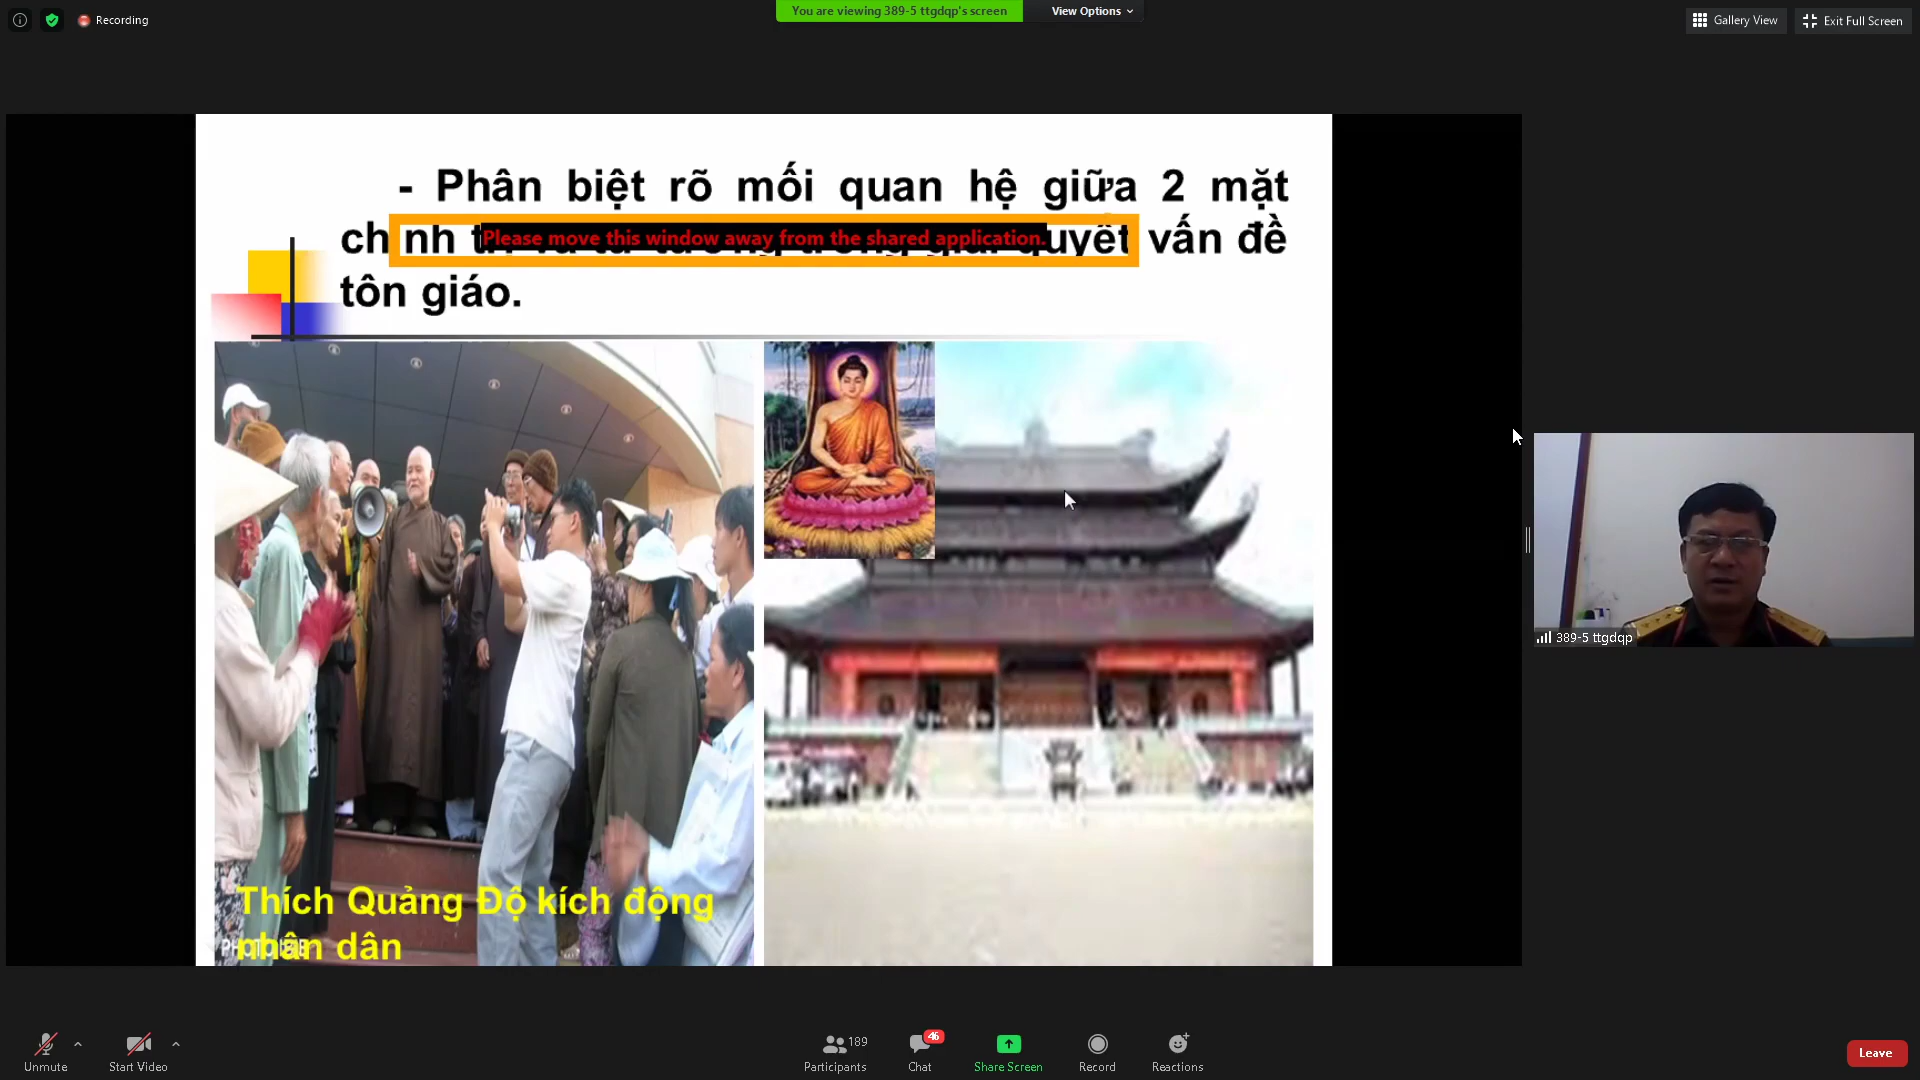 Recording
You are viewing 389-5 ttgdqp's screen
View Options
Gallery View
Exit Full Screen
- Phân biệt rõ mối quan hệ giữa 2 mặt
ch nh uyết vấn đề
Please move this window away from the shared application.
tôn giáo.
Thích Quảng Độ kích động
nhân dân
389-5 ttgdqp
Unmute
Start Video
189
Participants
46
Chat
Share Screen
Record
Reactions
Leave